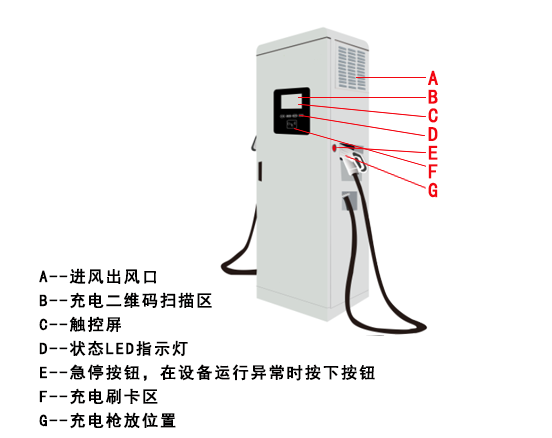 A
B
C
D
E
F
G
A--进风出风口
B--充电二维码扫描区
C--触控屏
D--状态LED指示灯
E--急停按钮，在设备运行异常时按下按钮
F--充电刷卡区
G--充电枪放位置